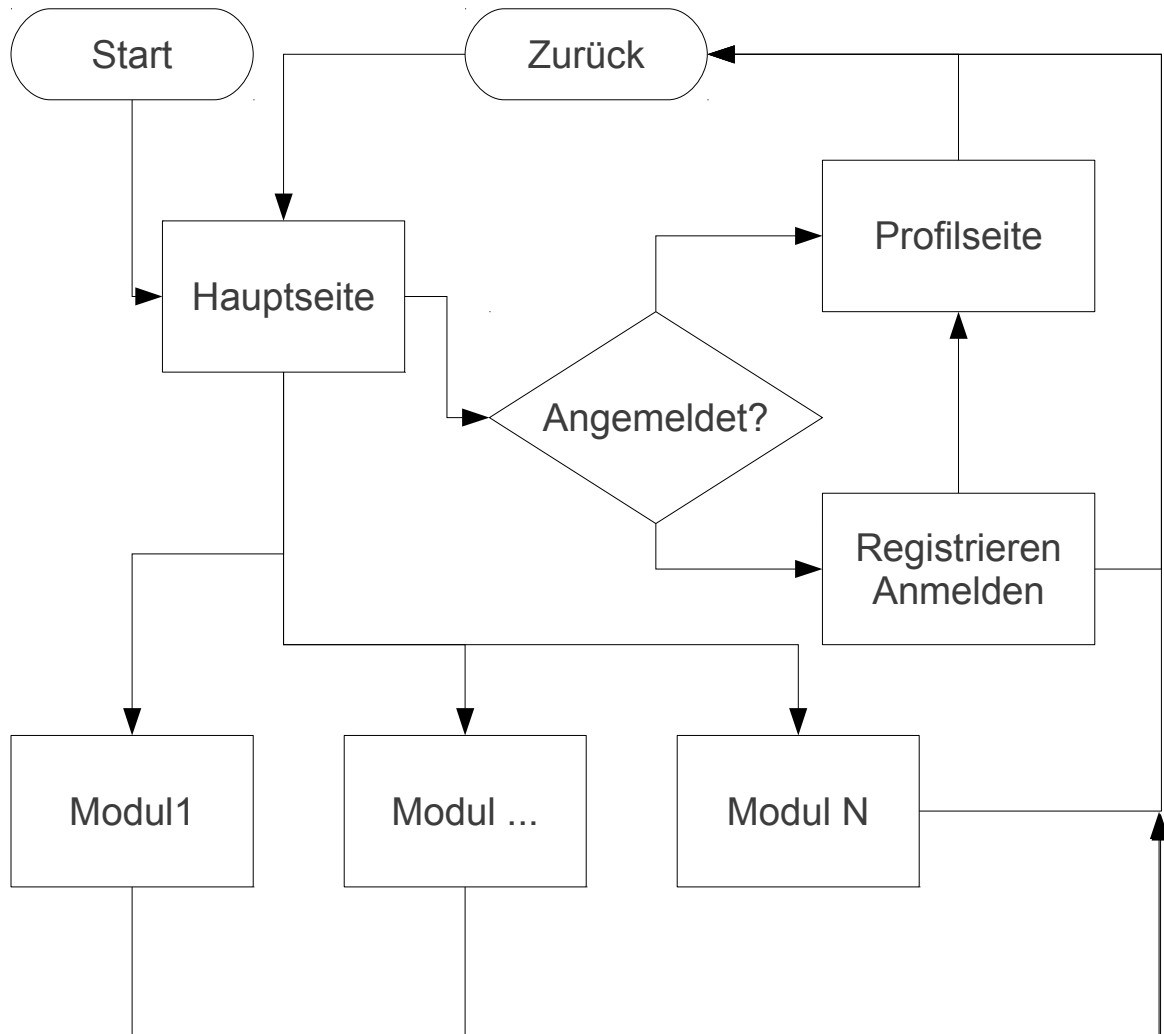 Start
Zurück
Profilseite
Hauptseite
Angemeldet?
Registrieren
Anmelden
Modul1
Modul ...
Modul N